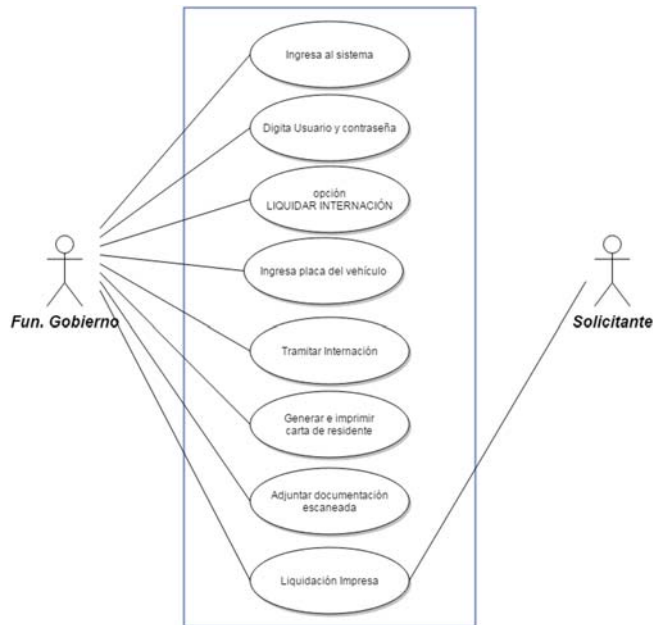 Ingresa al sistema
Digita Usuario y contraseña
opción
LIQUIDAR INTERNACIÓN
Ingresa placa del vehículo
Fun. Gobierno
Solicitante
Tramitar Internación
Generar e imprimir
carta de residente
Adjuntar documentación
escaneada
Liquidación Impresa